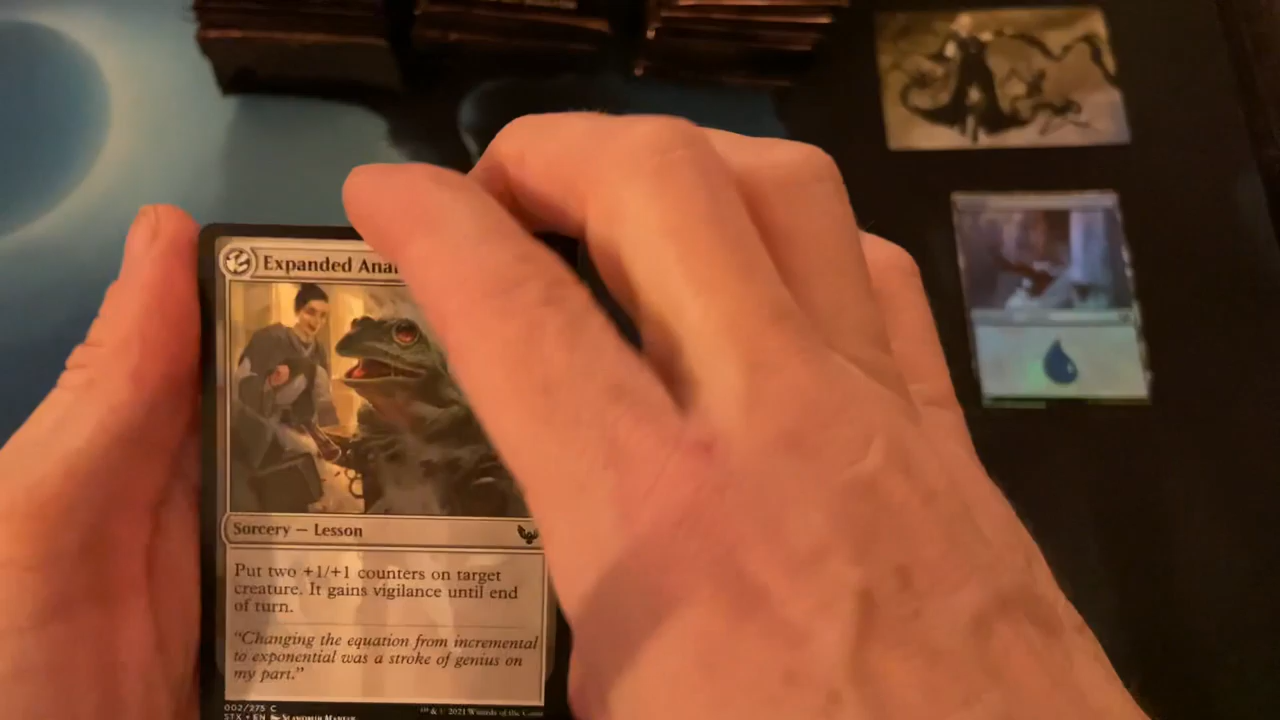 Expanded Ana
Sorcery — Lesson
Put two +1/+1 counters on target
creature. It gains vigilance until end
of turn.
"Changing the equation from incremental
to exponential was a stroke of genius on
my part."
002/275 C
STX • EN
™ & © 2021 Wizards of the Coast